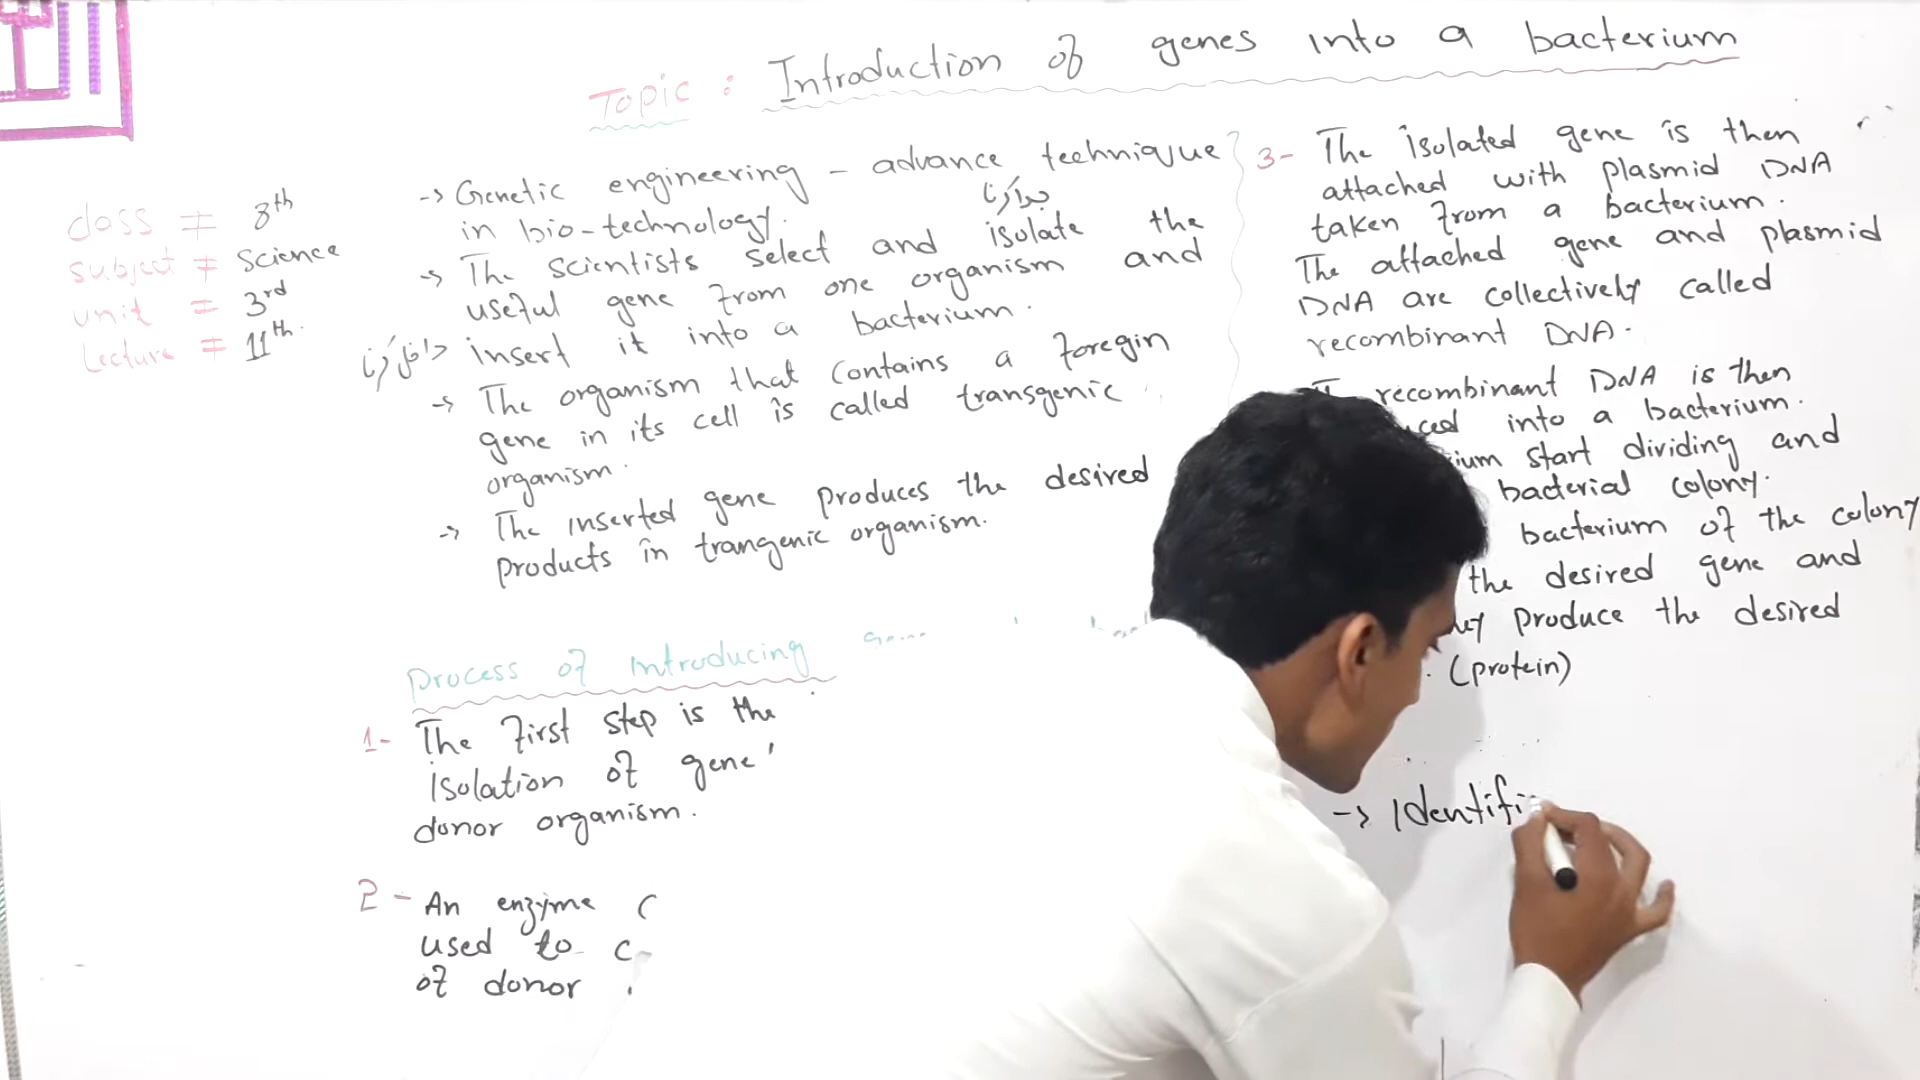 Topic : Introduction of genes into a bacterium
class = 8th
subject = Science
unit = 3rd
Lecture = 11th.
-> Genetic engineering - advance techniqure
in bio-technology.
جدا کرنا
-> The scientists select and isolate the
useful gene from one organism and
داخل کرنا > insert it into a bacterium.
-> The organism that contains a foregin
gene in its cell is called transgenic
organism.
-> The inserted gene produces the desired
products in trangenic organism.
Process of introducing
1- The first step is the
isolation of gene
donor organism.
2- An enzyme (
used to c
of donor
3- The isolated gene is then
attached with plasmid DNA
taken from a bacterium.
The attached gene and plasmid
DNA are collectively called
recombinant DNA.
recombinant DNA is then
into a bacterium.
start dividing and
bacterial colony.
bacterium of the colony
the desired gene and
produce the desired
(protein)
-> Identifi